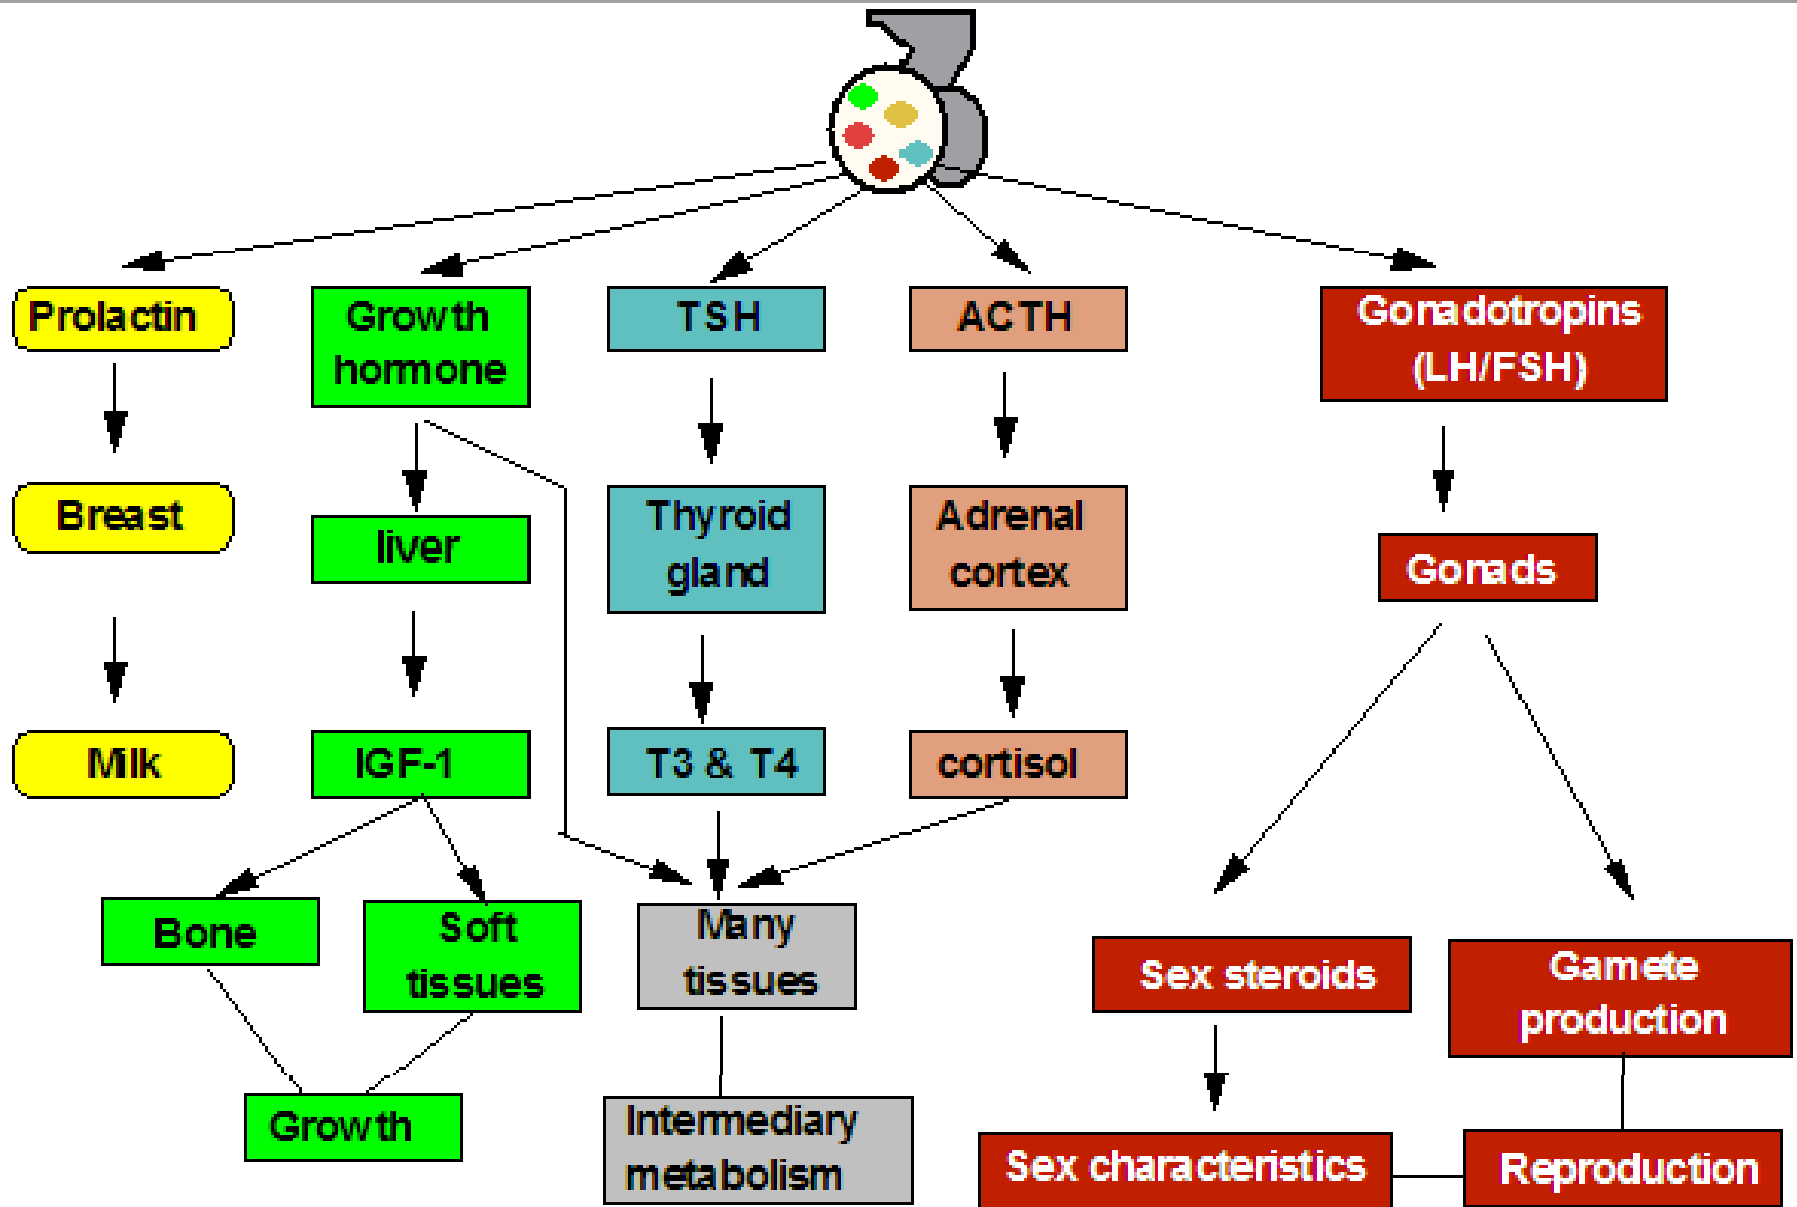 Prolactin
Growth
hormone
TSH
ACTH
Gonadotropins
(LH/FSH)
Breast
liver
Thyroid
gland
Adrenal
cortex
Gonads
Milk
IGF-1
T3 & T4
cortisol
Bone
Soft
tissues
Many
tissues
Sex steroids
Gamete
production
Growth
Intermediary
metabolism
Sex characteristics
Reproduction